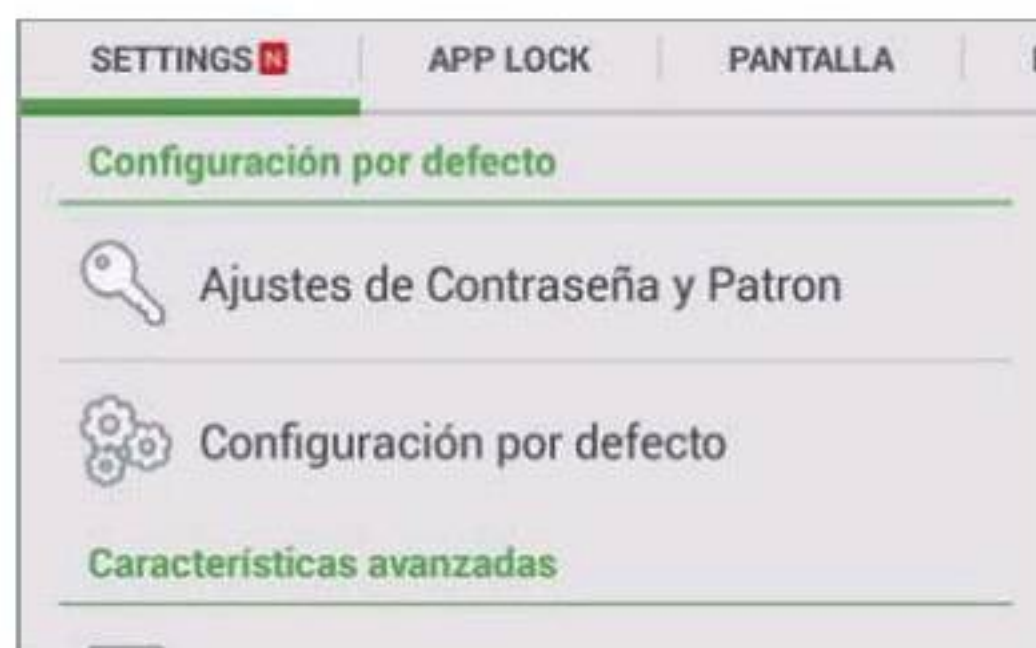 SETTINGS N APP LOCK PANTALLA
Configuración por defecto
Ajustes de Contraseña y Patron
Configuración por defecto
Características avanzadas